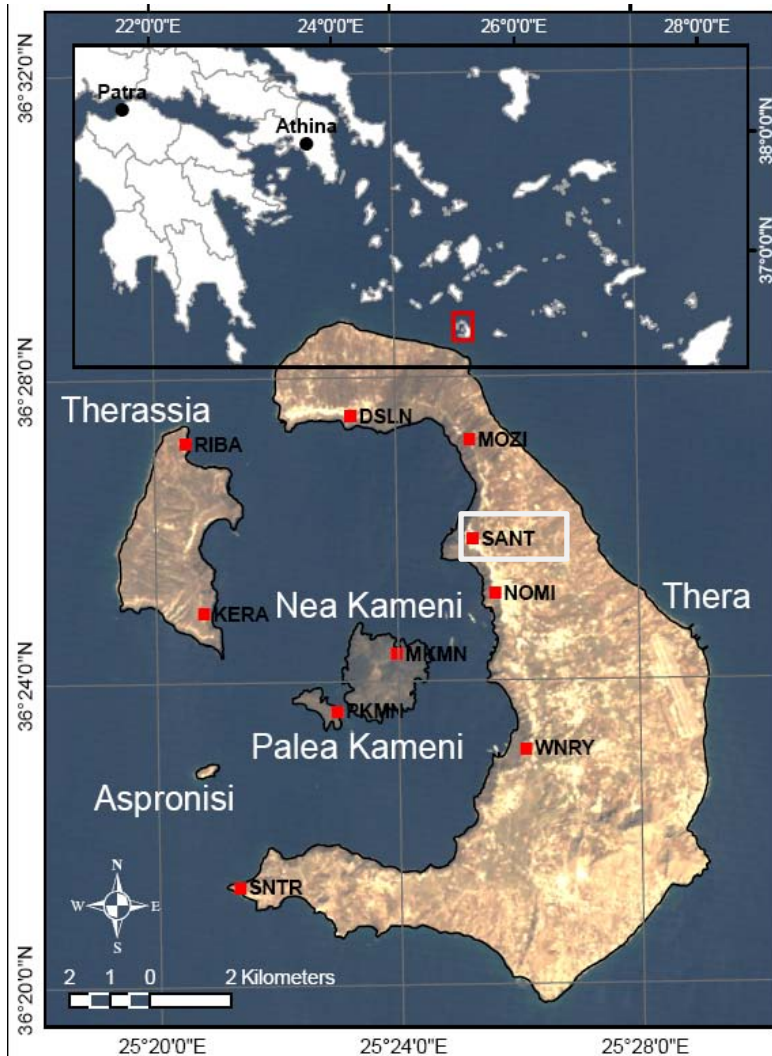 22°0'0"E
24°0'0"E
26°0'0"E
28°0'0"E
36°32'0"N
Patra
Athina
38°0'0"N
37°0'0"N
36°28'0"N
Therassia
DSLN
RIBA
MOZI
SANT
Nea Kameni
NOMI
Thera
KERA
MKMN
36°24'0"N
PKMN
Palea Kameni
WNRY
Aspronisi
N
W
E
S
SNTR
2 1 0 2 Kilometers
36°20'0"N
25°20'0"E
25°24'0"E
25°28'0"E